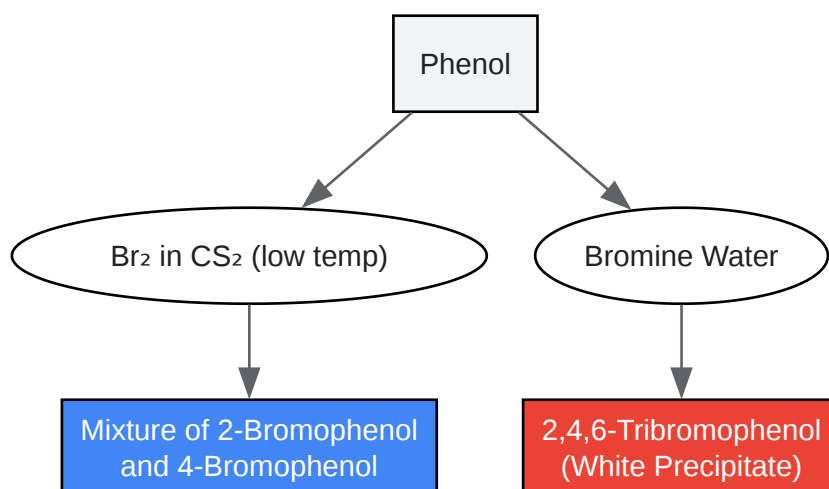 Phenol
Br₂ in CS₂ (low temp)
Bromine Water
Mixture of 2-Bromophenol
and 4-Bromophenol
2,4,6-Tribromophenol
(White Precipitate)